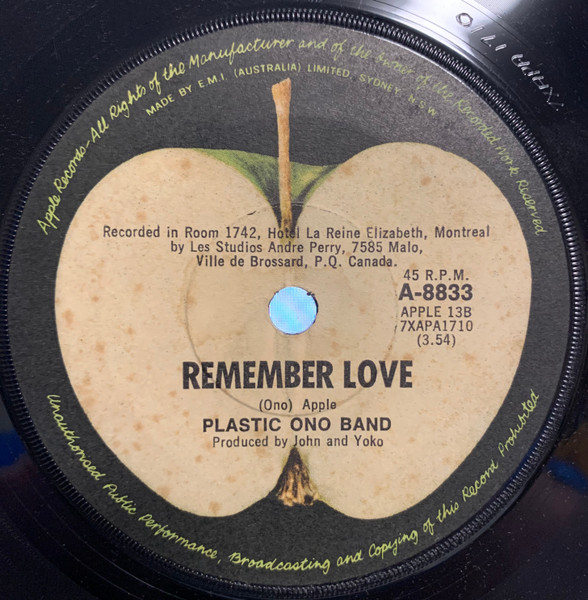 Apple Records-All Rights of the Manufacturer and of the Owner of the Recorded Work Reserved
MADE BY E.M.I. (AUSTRALIA) LIMITED, SYDNEY, N.S.W.
Recorded in Room 1742, Hotel La Reine Elizabeth, Montreal
by Les Studios Andre Perry, 7585 Malo,
Ville de Brossard, P.Q. Canada.
45 R.P.M.
A-8833
APPLE 13B
7XAPA1710
(3.54)
REMEMBER LOVE
(Ono) Apple
PLASTIC ONO BAND
Produced by John and Yoko
Unauthorised Public Performance, Broadcasting and Copying of this Record Prohibited